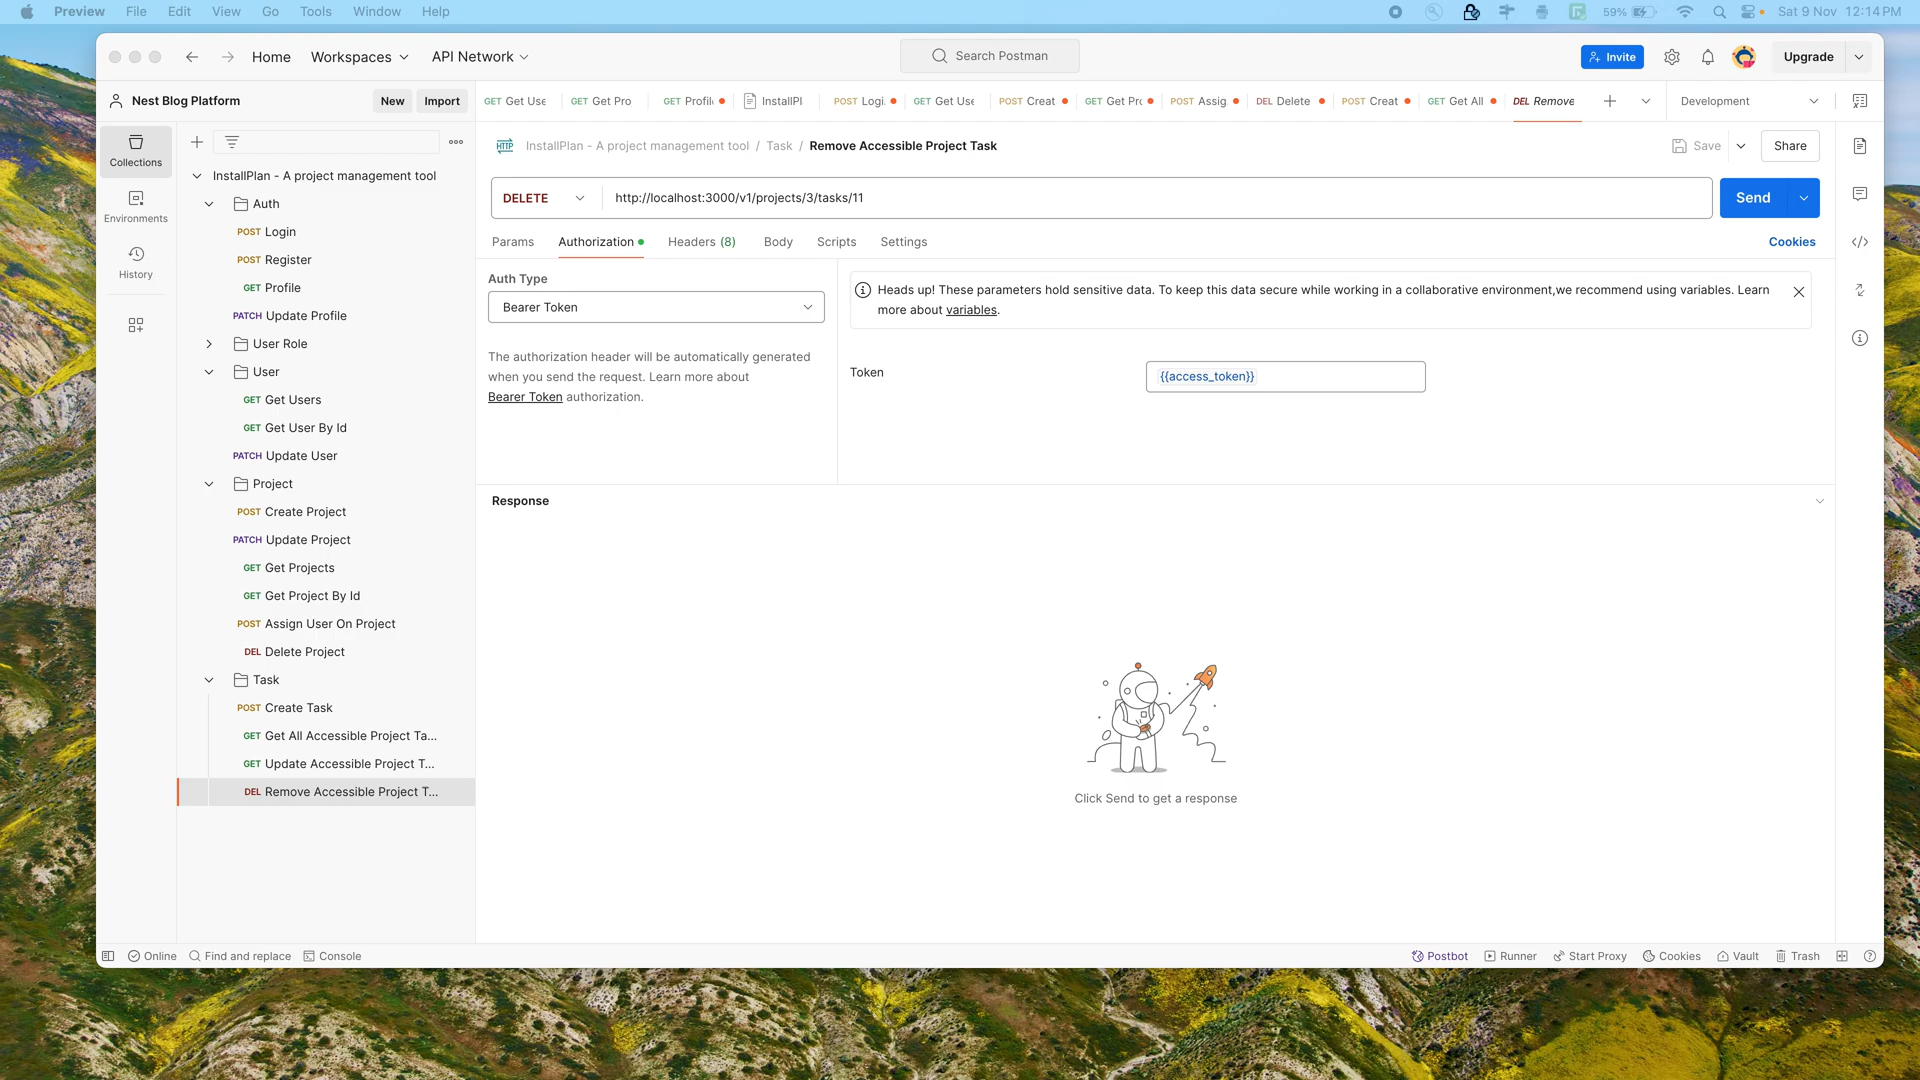 Preview File Edit View Go Tools Window Help
59% Sat 9 Nov 12:14 PM
Home Workspaces API Network
Search Postman
Invite Upgrade
Nest Blog Platform New Import
GET Get Use GET Get Pro GET Profil InstallPl POST Logi GET Get Use POST Creat GET Get Pro POST Assig DEL Delete POST Creat GET Get All DEL Remove Development
Collections
Environments
History
InstallPlan - A project management tool
Auth
POST Login
POST Register
GET Profile
PATCH Update Profile
User Role
User
GET Get Users
GET Get User By Id
PATCH Update User
Project
POST Create Project
PATCH Update Project
GET Get Projects
GET Get Project By Id
POST Assign User On Project
DEL Delete Project
Task
POST Create Task
GET Get All Accessible Project Ta...
GET Update Accessible Project T...
DEL Remove Accessible Project T...
HTTP InstallPlan - A project management tool / Task / Remove Accessible Project Task
Save Share
DELETE http://localhost:3000/v1/projects/3/tasks/11 Send
Params Authorization Headers (8) Body Scripts Settings Cookies
Auth Type
Bearer Token
The authorization header will be automatically generated
when you send the request. Learn more about
Bearer Token authorization.
Heads up! These parameters hold sensitive data. To keep this data secure while working in a collaborative environment,we recommend using variables. Learn
more about variables.
Token {{access_token}}
Response
Click Send to get a response
Online Find and replace Console
Postbot Runner Start Proxy Cookies Vault Trash